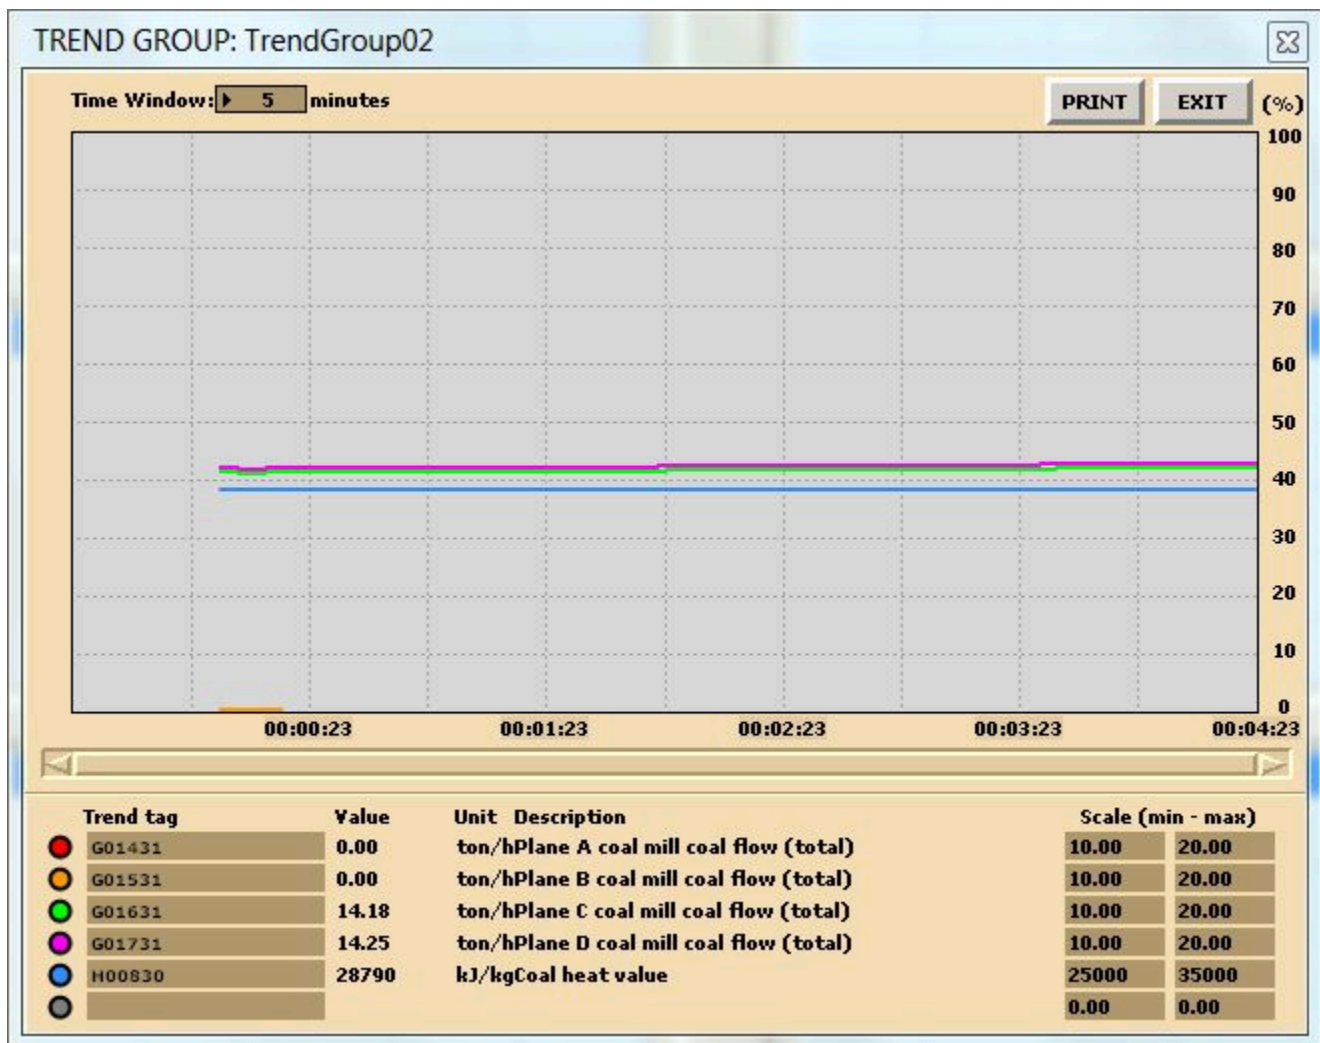 TREND GROUP: TrendGroup02
Time Window: 5 minutes PRINT EXIT (%)
100
90
80
70
60
50
40
30
20
10
0
00:00:23 00:01:23 00:02:23 00:03:23 00:04:23
Trend tag Value Unit Description Scale (min - max)
G01431 0.00 ton/hPlane A coal mill coal flow (total) 10.00 20.00
G01531 0.00 ton/hPlane B coal mill coal flow (total) 10.00 20.00
G01631 14.18 ton/hPlane C coal mill coal flow (total) 10.00 20.00
G01731 14.25 ton/hPlane D coal mill coal flow (total) 10.00 20.00
H00830 28790 kJ/kgCoal heat value 25000 35000
0.00 0.00